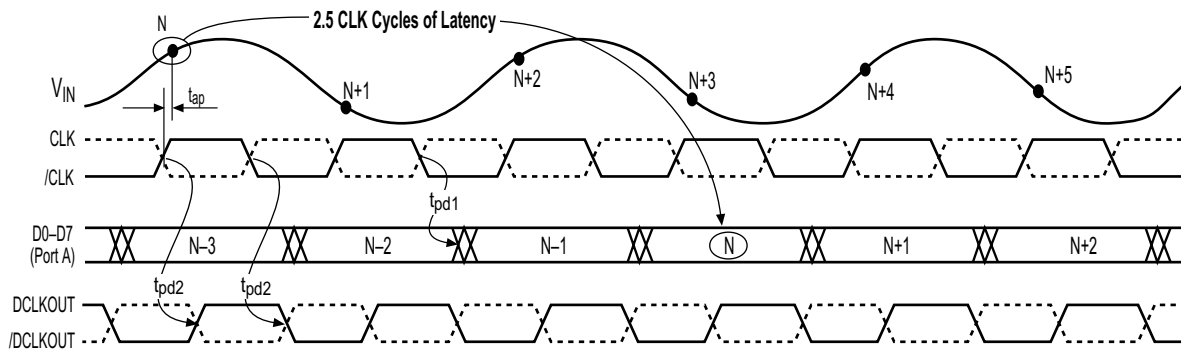 N
2.5 CLK Cycles of Latency
N+2
N+3
N+5
N+1
N+4
VIN
tap
CLK
/CLK
tpd1
D0–D7
(Port A)
N–3
N–2
N–1
N
N+1
N+2
tpd2
tpd2
DCLKOUT
/DCLKOUT